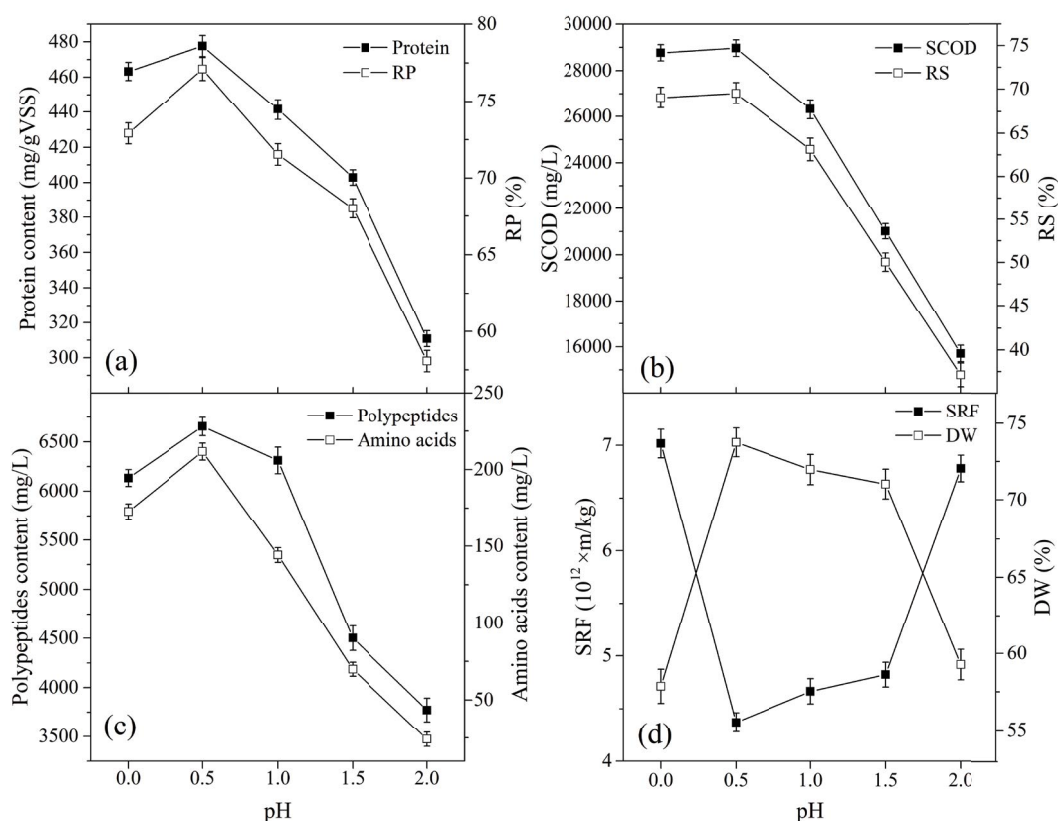 480
460
440
420
400
380
360
340
320
300
Protein content (mg/gVSS)
Protein
RP
(a)
80
75
70
65
60
RP (%)
30000
28000
26000
24000
22000
20000
18000
16000
SCOD (mg/L)
SCOD
RS
(b)
75
70
65
60
55
50
45
40
RS (%)
6500
6000
5500
5000
4500
4000
3500
Polypeptides content (mg/L)
Polypeptides
Amino acids
(c)
250
200
150
100
50
Amino acids content (mg/L)
0.0 0.5 1.0 1.5 2.0
pH
7
6
5
4
SRF (10¹² ×m/kg)
SRF
DW
(d)
75
70
65
60
55
DW (%)
0.0 0.5 1.0 1.5 2.0
pH